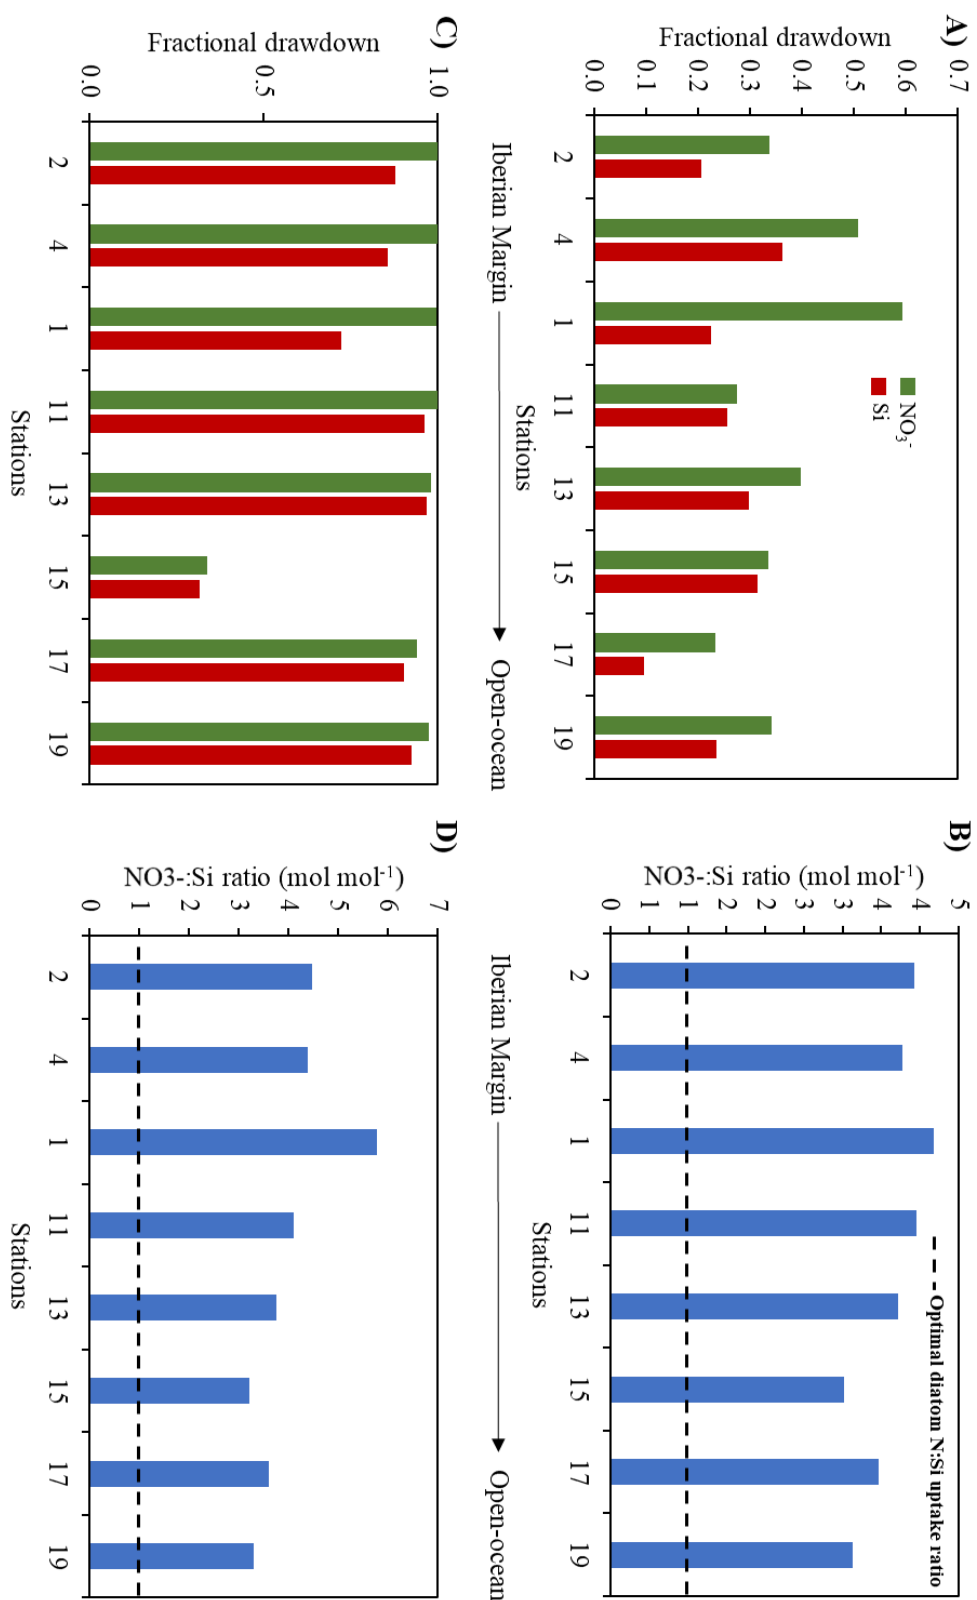 A)
Fractional drawdown
0.0 0.1 0.2 0.3 0.4 0.5 0.6 0.7
NO₃⁻
Si
2 4 1 11 13 15 17 19
Stations
Iberian Margin Open-ocean
B)
NO3-:Si ratio (mol mol⁻¹)
0 1 1 2 2 3 3 4 4 5
Optimal diatom N:Si uptake ratio
2 4 1 11 13 15 17 19
Stations
Iberian Margin Open-ocean
C)
Fractional drawdown
0.0 0.5 1.0
2 4 1 11 13 15 17 19
Stations
D)
NO3-:Si ratio (mol mol⁻¹)
0 1 2 3 4 5 6 7
2 4 1 11 13 15 17 19
Stations